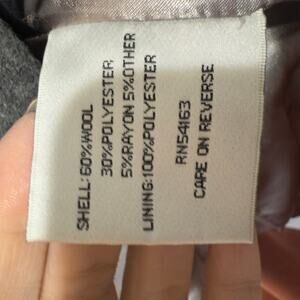 SHELL:60%WOOL
30%POLYESTER,
5%RAYON 5%OTHER
LINING:100%POLYESTER
RN54163
CARE ON REVERSE